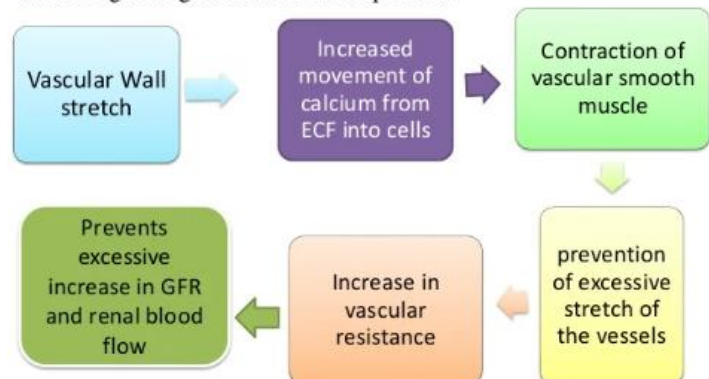 Vascular Wall
stretch
Increased
movement of
calcium from
ECF into cells
Contraction of
vascular smooth
muscle
prevention
of excessive
stretch of
the vessels
Increase in
vascular
resistance
Prevents
excessive
increase in GFR
and renal blood
flow